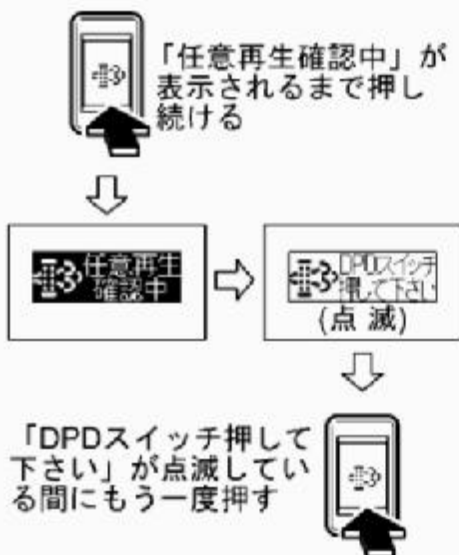 「任意再生確認中」が
表示されるまで押し
続ける
任意再生
確認中
DPDスイッチ
押して下さい
(点 滅)
「DPDスイッチ押して
下さい」が点滅してい
る間にもう一度押す